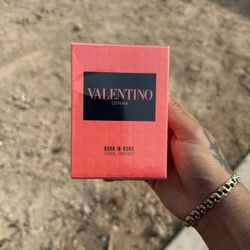 VALENTINO
DONNA
BORN IN ROMA
CORAL FANTASY